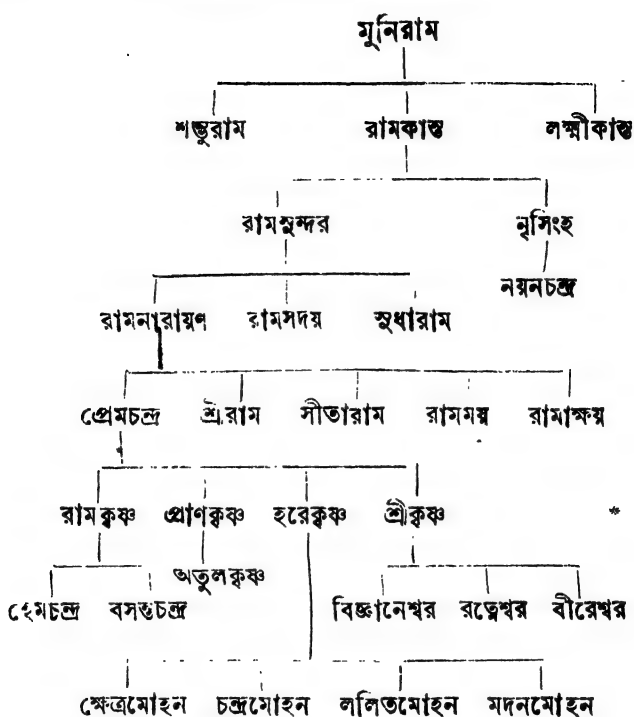 মুনিরাম
শম্ভুরাম রামকান্ত লক্ষ্মীকান্ত
রামসুন্দর নৃসিংহ
নয়নচন্দ্র
রামনারায়ণ রামসদয় সুধারাম
প্রেমচন্দ্র শ্রীরাম সীতারাম রামময় রামাক্ষয়
রামকৃষ্ণ প্রাণকৃষ্ণ হরেকৃষ্ণ শ্রীকৃষ্ণ *
অতুলকৃষ্ণ
হেমচন্দ্র বসন্তচন্দ্র বিজ্ঞানেশ্বর রত্নেশ্বর বীরেশ্বর
ক্ষেত্রমোহন চন্দ্রমোহন ললিতমোহন মদনমোহন